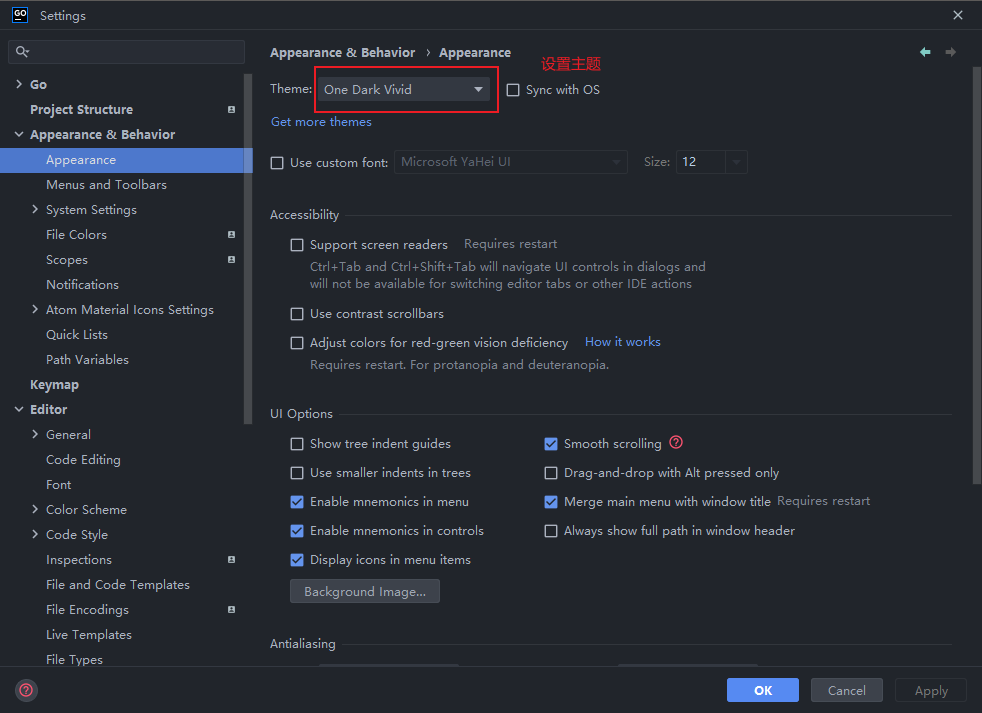 GO Settings
Appearance & Behavior › Appearance
设置主题
Go
Project Structure
Appearance & Behavior
Appearance
Menus and Toolbars
System Settings
File Colors
Scopes
Notifications
Atom Material Icons Settings
Quick Lists
Path Variables
Keymap
Editor
General
Code Editing
Font
Color Scheme
Code Style
Inspections
File and Code Templates
File Encodings
Live Templates
File Types
Theme: One Dark Vivid Sync with OS
Get more themes
Use custom font: Microsoft YaHei UI Size: 12
Accessibility
Support screen readers Requires restart
Ctrl+Tab and Ctrl+Shift+Tab will navigate UI controls in dialogs and
will not be available for switching editor tabs or other IDE actions
Use contrast scrollbars
Adjust colors for red-green vision deficiency How it works
Requires restart. For protanopia and deuteranopia.
UI Options
Show tree indent guides Smooth scrolling ?
Use smaller indents in trees Drag-and-drop with Alt pressed only
Enable mnemonics in menu Merge main menu with window title Requires restart
Enable mnemonics in controls Always show full path in window header
Display icons in menu items
Background Image...
Antialiasing
? OK Cancel Apply